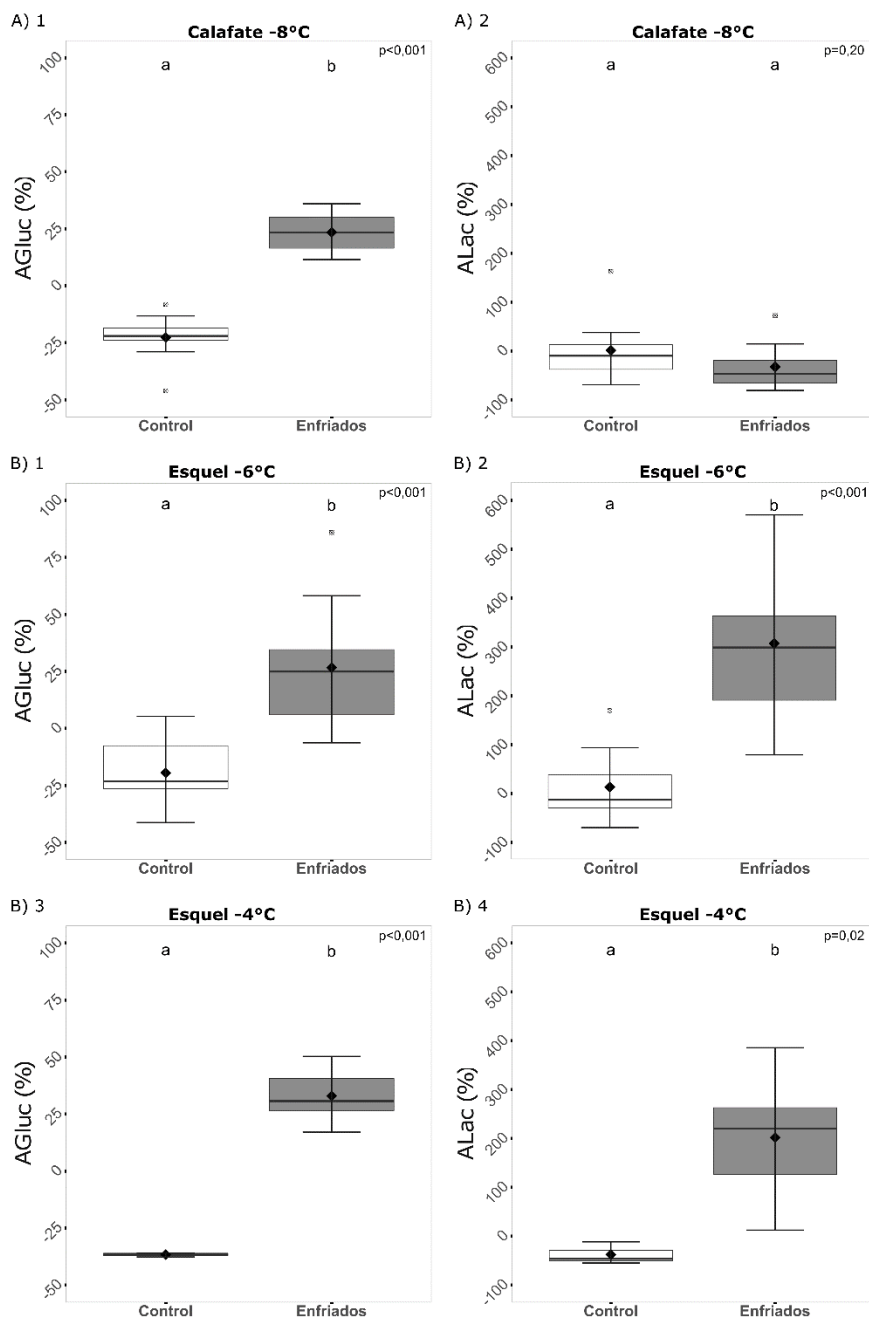 A) 1
Calafate -8°C
p<0,001
a
b
100
75
50
25
0
-25
-50
AGluc (%)
Control
Enfriados
A) 2
Calafate -8°C
p=0,20
a
a
600
500
400
300
200
100
0
-100
ALac (%)
Control
Enfriados
B) 1
Esquel -6°C
p<0,001
a
b
100
75
50
25
0
-25
-50
AGluc (%)
Control
Enfriados
B) 2
Esquel -6°C
p<0,001
a
b
600
500
400
300
200
100
0
-100
ALac (%)
Control
Enfriados
B) 3
Esquel -4°C
p<0,001
a
b
100
75
50
25
0
-25
-50
AGluc (%)
Control
Enfriados
B) 4
Esquel -4°C
p=0,02
a
b
600
500
400
300
200
100
0
-100
ALac (%)
Control
Enfriados